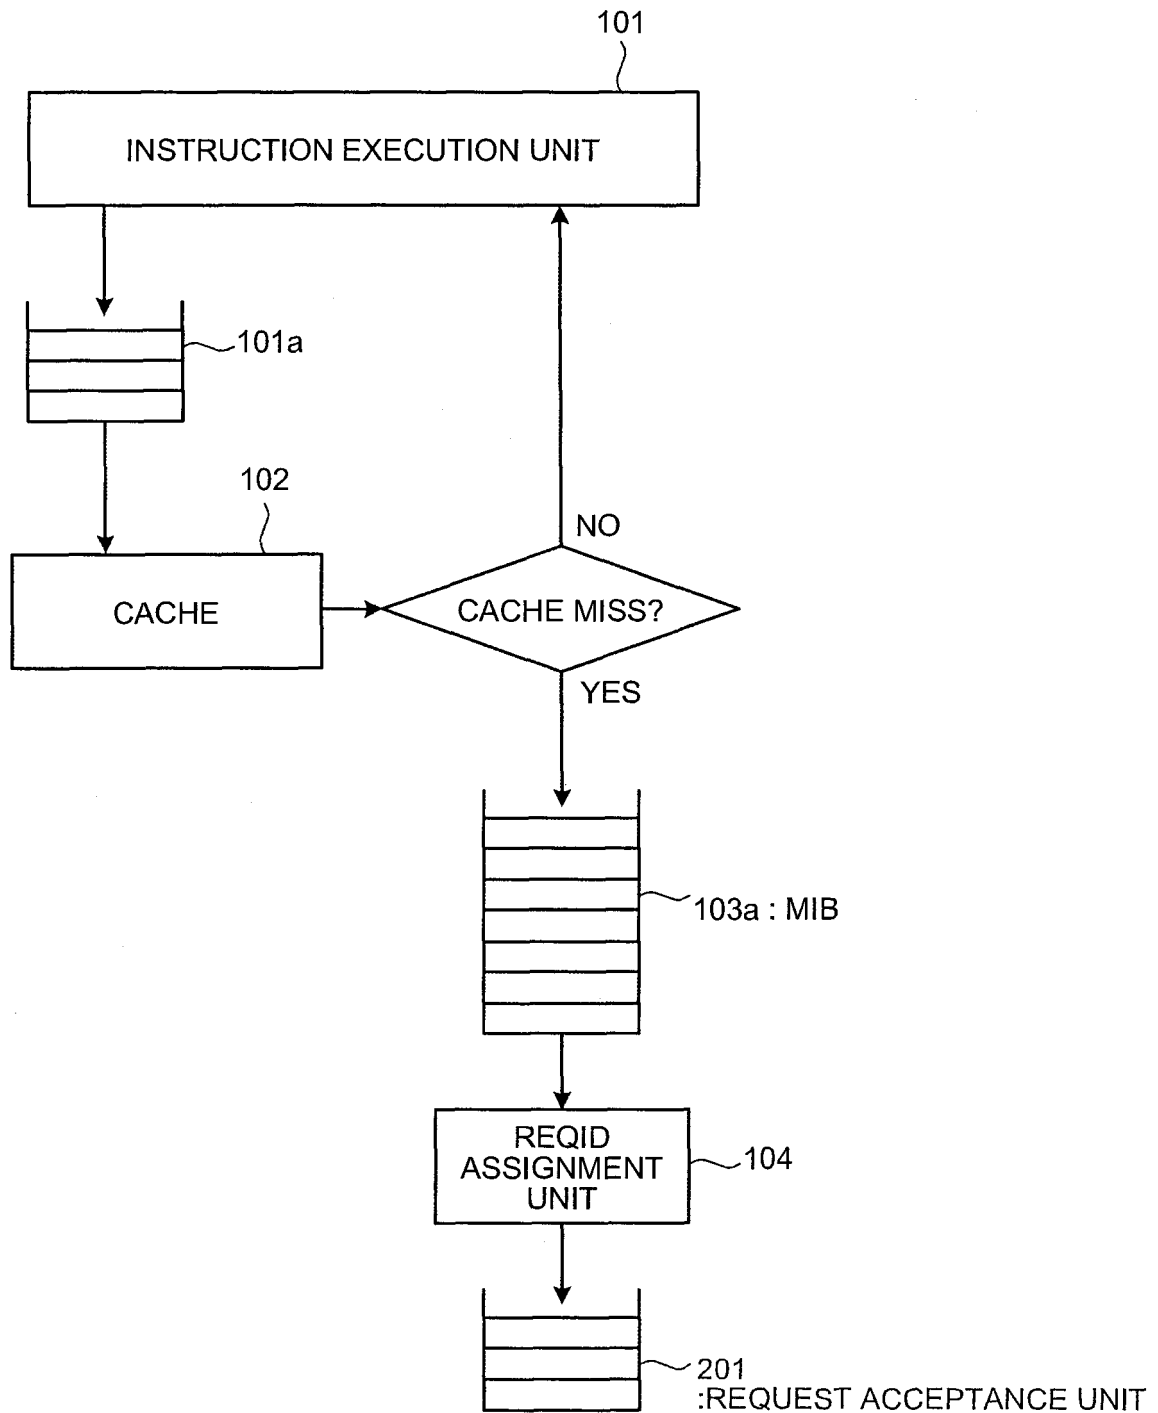 101
INSTRUCTION EXECUTION UNIT
101a
102
NO
CACHE
CACHE MISS?
YES
103a : MIB
REQID
ASSIGNMENT
UNIT
104
201
:REQUEST ACCEPTANCE UNIT